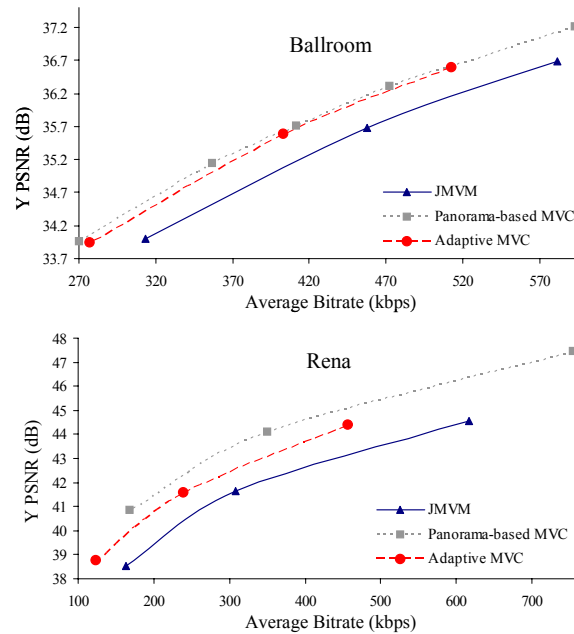 Ballroom
Y PSNR (dB)
37.2
36.7
36.2
35.7
35.2
34.7
34.2
33.7
JMVM
Panorama-based MVC
Adaptive MVC
270 320 370 420 470 520 570
Average Bitrate (kbps)
Rena
Y PSNR (dB)
48
47
46
45
44
43
42
41
40
39
38
JMVM
Panorama-based MVC
Adaptive MVC
100 200 300 400 500 600 700
Average Bitrate (kbps)